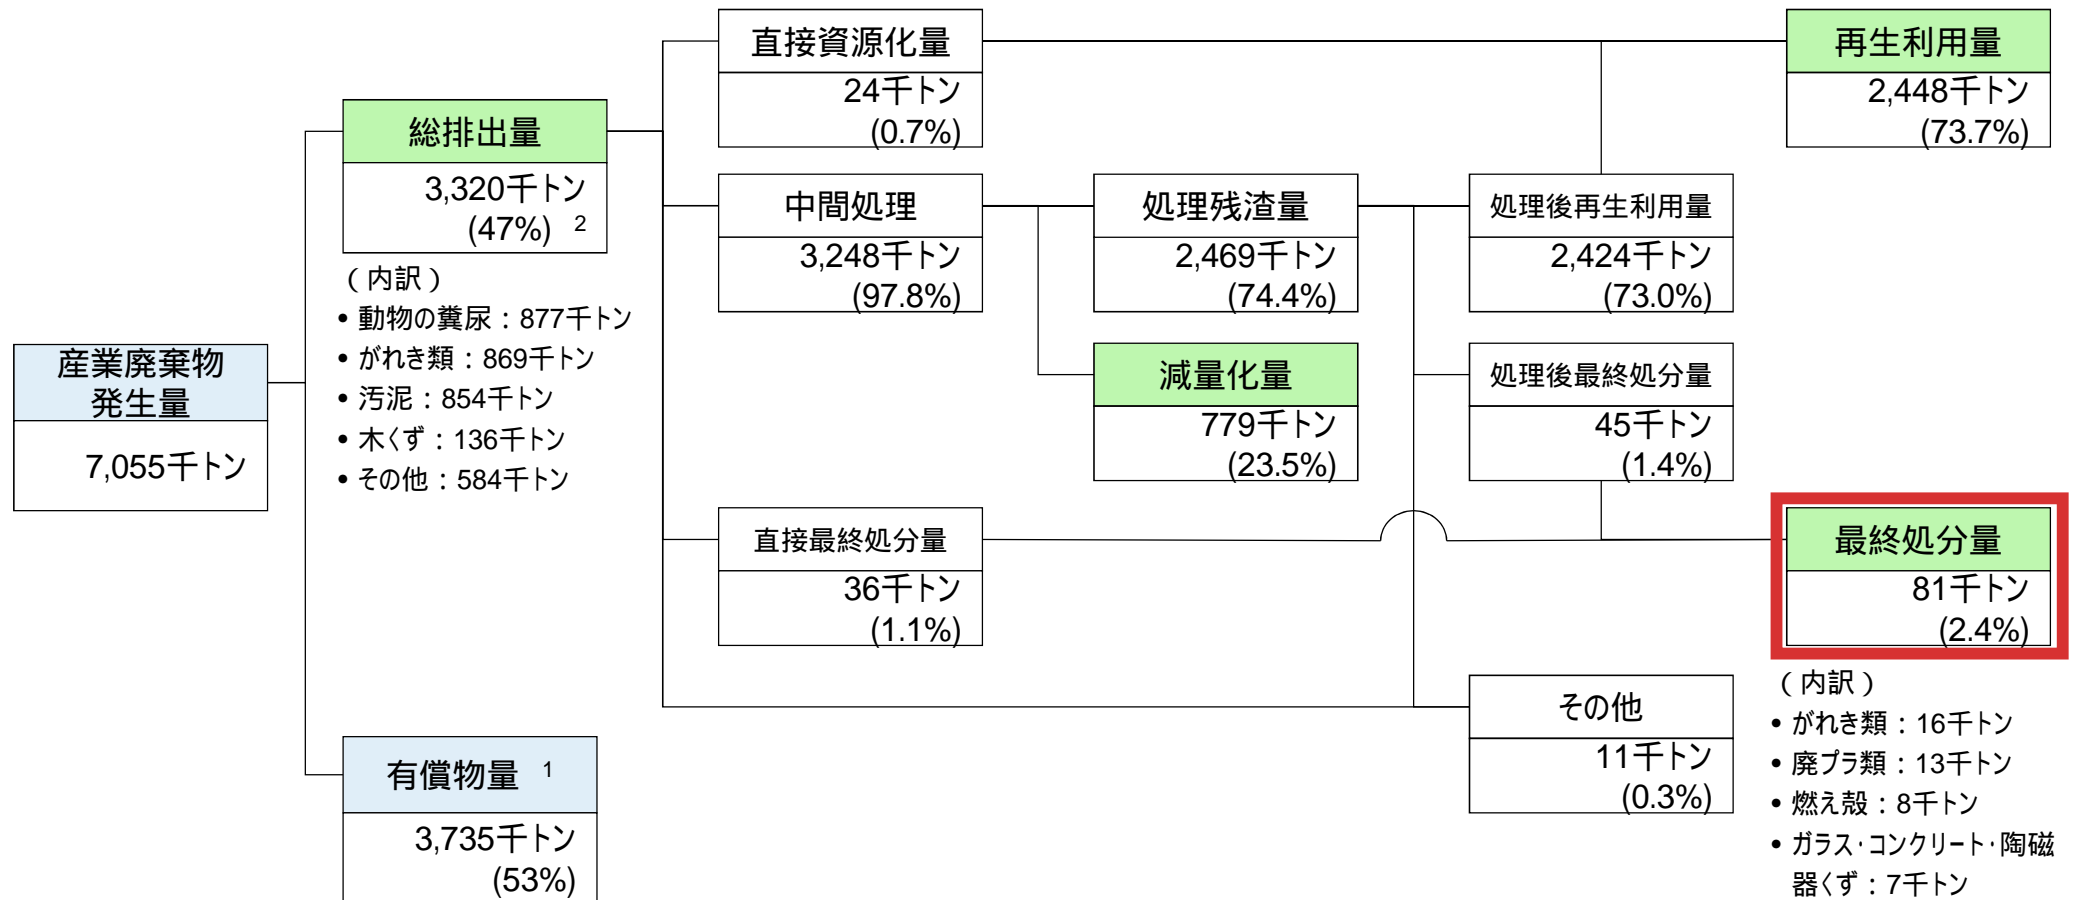 産業廃棄物
発生量
7,055千トン
総排出量
3,320千トン
(47%) 2
（内訳）
• 動物の糞尿：877千トン
• がれき類：869千トン
• 汚泥：854千トン
• 木くず：136千トン
• その他：584千トン
有償物量 1
3,735千トン
(53%)
直接資源化量
24千トン
(0.7%)
中間処理
3,248千トン
(97.8%)
直接最終処分量
36千トン
(1.1%)
処理残渣量
2,469千トン
(74.4%)
減量化量
779千トン
(23.5%)
処理後再生利用量
2,424千トン
(73.0%)
処理後最終処分量
45千トン
(1.4%)
その他
11千トン
(0.3%)
再生利用量
2,448千トン
(73.7%)
最終処分量
81千トン
(2.4%)
（内訳）
• がれき類：16千トン
• 廃プラ類：13千トン
• 燃え殻：8千トン
• ガラス・コンクリート・陶磁
器くず：7千トン